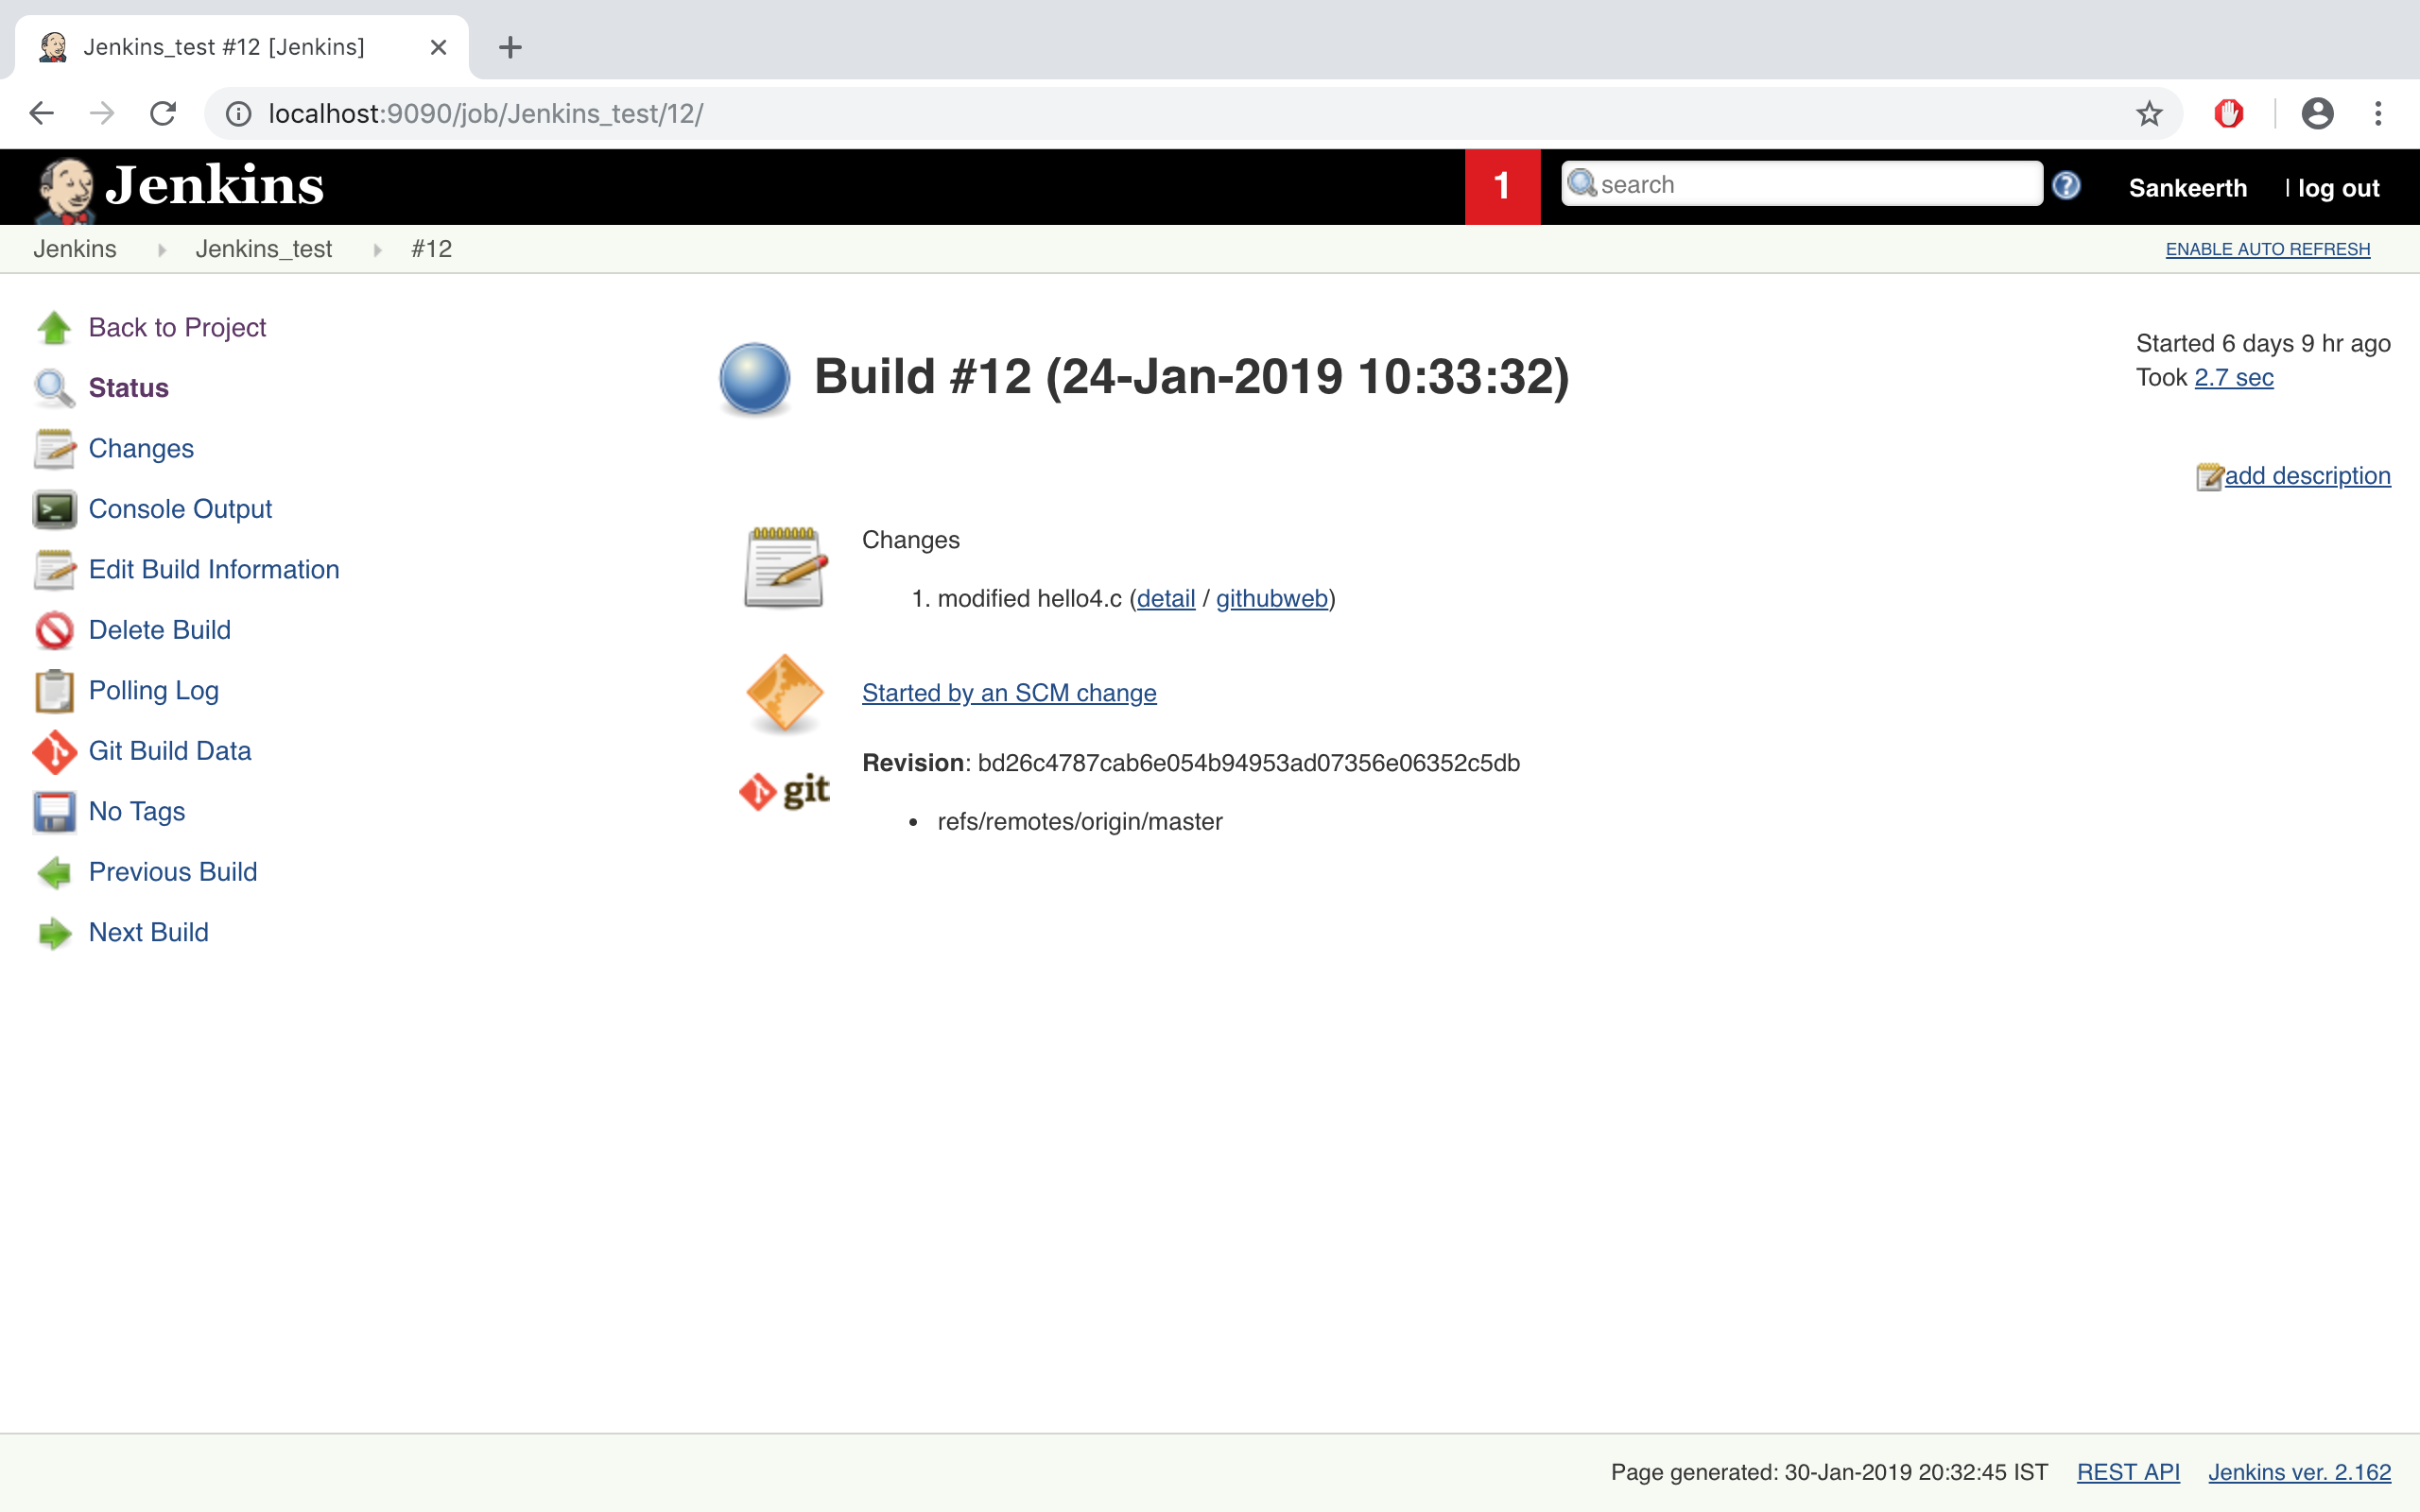 Jenkins_test #12 [Jenkins]
localhost:9090/job/Jenkins_test/12/
Jenkins
1
search
Sankeerth
| log out
Jenkins
Jenkins_test
#12
ENABLE AUTO REFRESH
Back to Project
Status
Changes
Console Output
Edit Build Information
Delete Build
Polling Log
Git Build Data
No Tags
Previous Build
Next Build
Build #12 (24-Jan-2019 10:33:32)
Started 6 days 9 hr ago
Took 2.7 sec
add description
Changes
1. modified hello4.c (detail / githubweb)
Started by an SCM change
git
Revision: bd26c4787cab6e054b94953ad07356e06352c5db
• refs/remotes/origin/master
Page generated: 30-Jan-2019 20:32:45 IST
REST API
Jenkins ver. 2.162